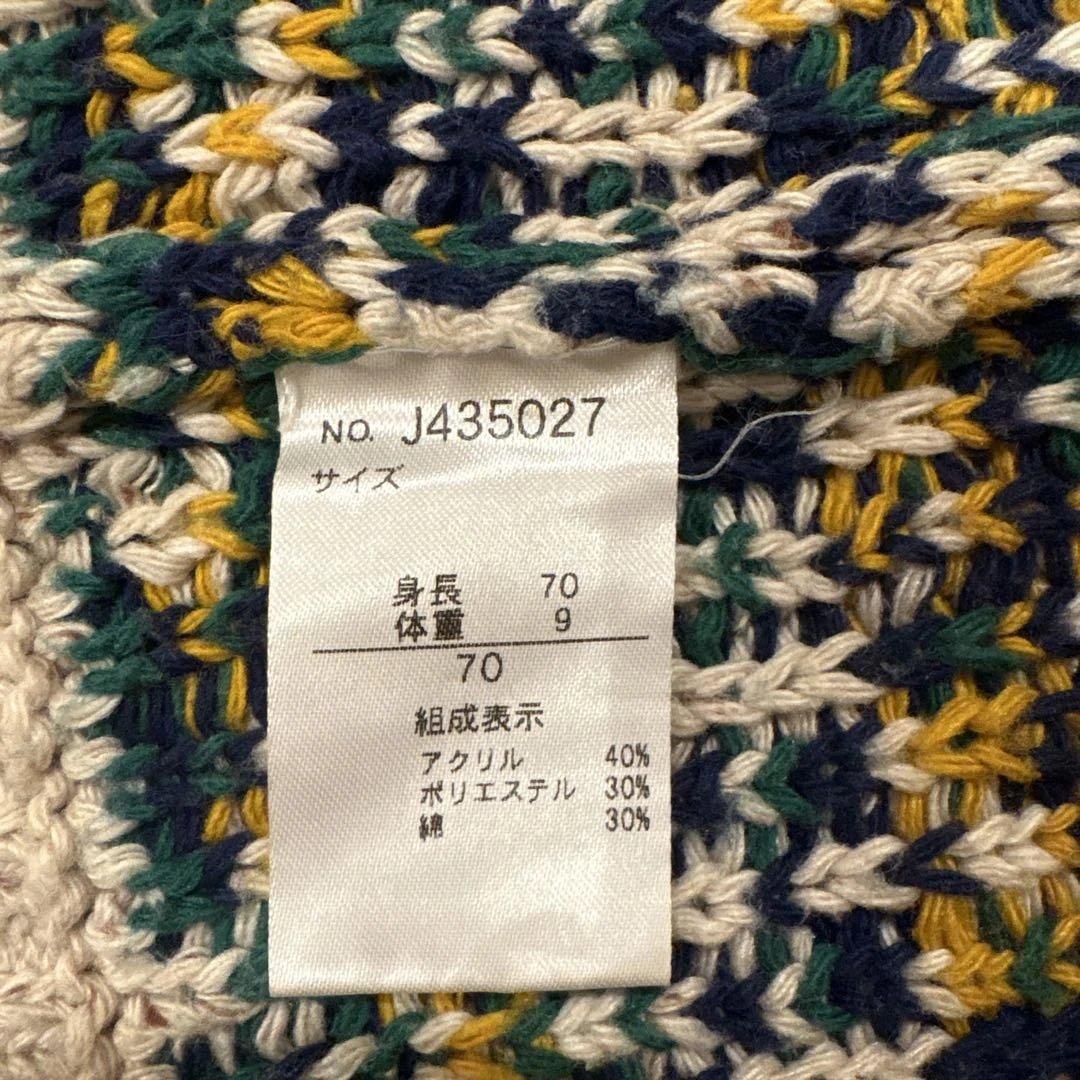 NO. J435027
サイズ
身長 70
体重 9
70
組成表示
アクリル 40%
ポリエステル 30%
綿 30%